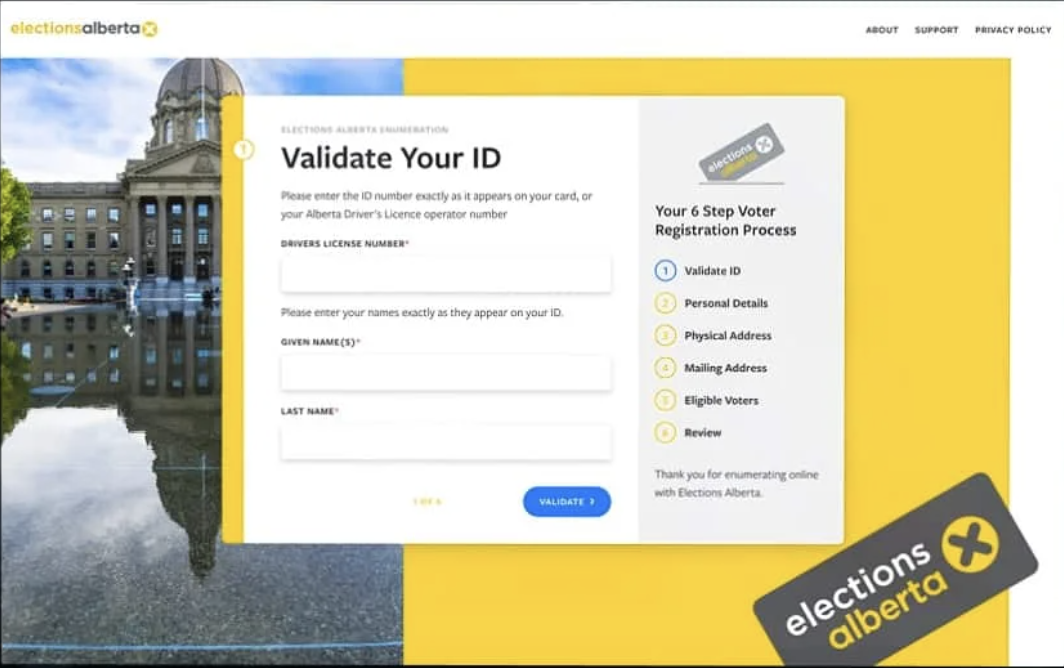 electionsalberta
ABOUT SUPPORT PRIVACY POLICY
ELECTIONS ALBERTA ENUMERATION
1
Validate Your ID
Please enter the ID number exactly as it appears on your card, or
your Alberta Driver's Licence operator number
DRIVERS LICENSE NUMBER*
Please enter your names exactly as they appear on your ID.
GIVEN NAME(S)*
LAST NAME*
1 OF 6
VALIDATE >
elections
alberta
Your 6 Step Voter
Registration Process
1 Validate ID
2 Personal Details
3 Physical Address
4 Mailing Address
5 Eligible Voters
6 Review
Thank you for enumerating online
with Elections Alberta.
elections
alberta